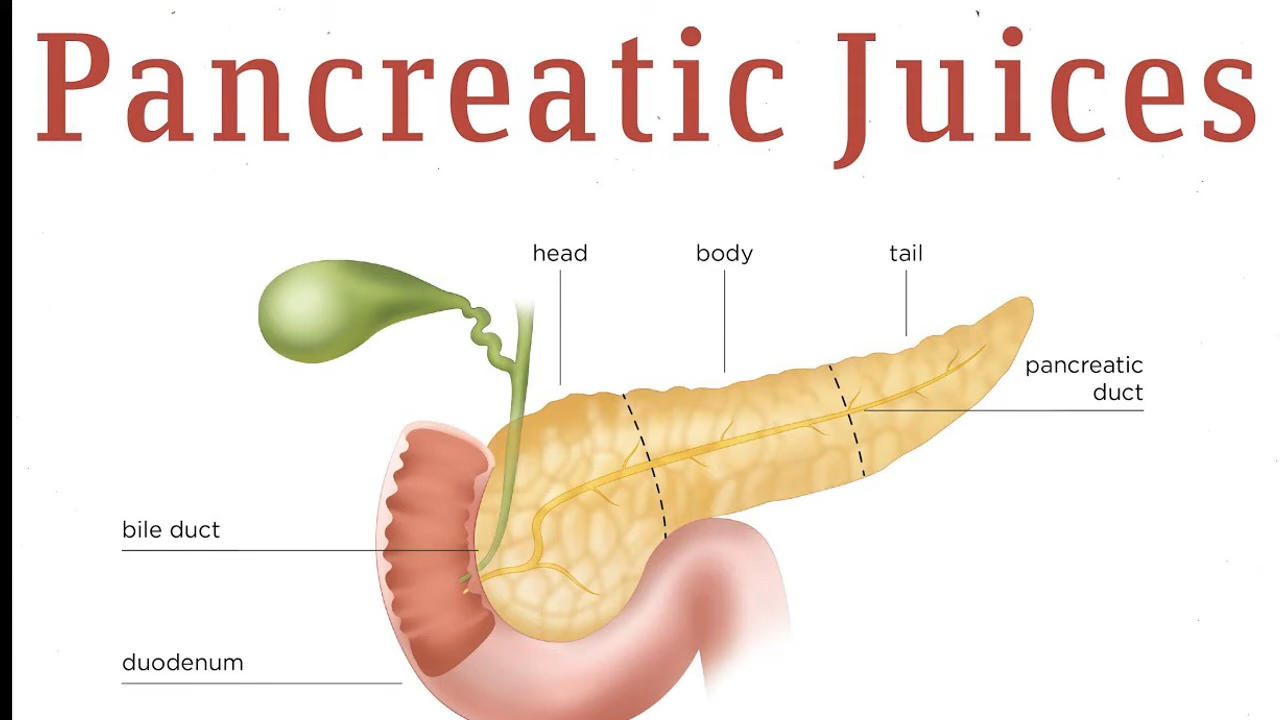 Pancreatic Juices
head
body
tail
pancreatic
duct
bile duct
duodenum